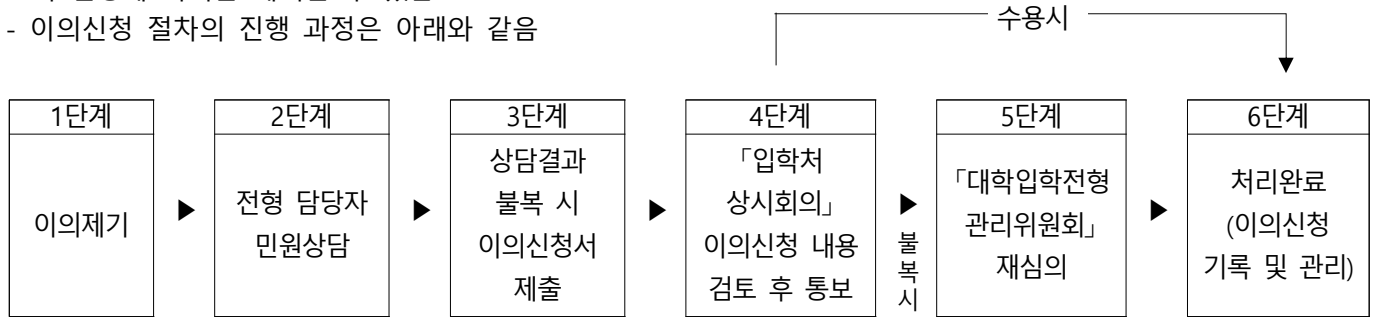 - 이의신청 절차의 진행 과정은 아래와 같음
수용시
1단계
이의제기
▶
2단계
전형 담당자
민원상담
▶
3단계
상담결과
불복 시
이의신청서
제출
▶
4단계
「입학처
상시회의」
이의신청 내용
검토 후 통보
▶
불복시
5단계
「대학입학전형
관리위원회」
재심의
▶
6단계
처리완료
(이의신청
기록 및 관리)